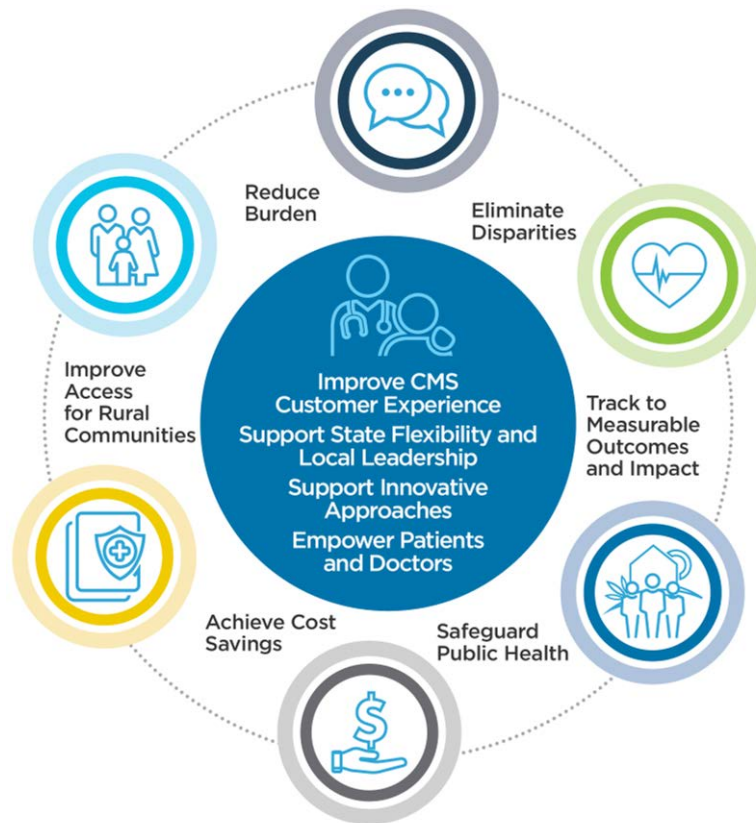 Reduce
Burden
Eliminate
Disparities
Improve CMS
Customer Experience
Support State Flexibility and
Local Leadership
Support Innovative
Approaches
Empower Patients
and Doctors
Improve
Access
for Rural
Communities
Track to
Measurable
Outcomes
and Impact
Achieve Cost
Savings
Safeguard
Public Health
$